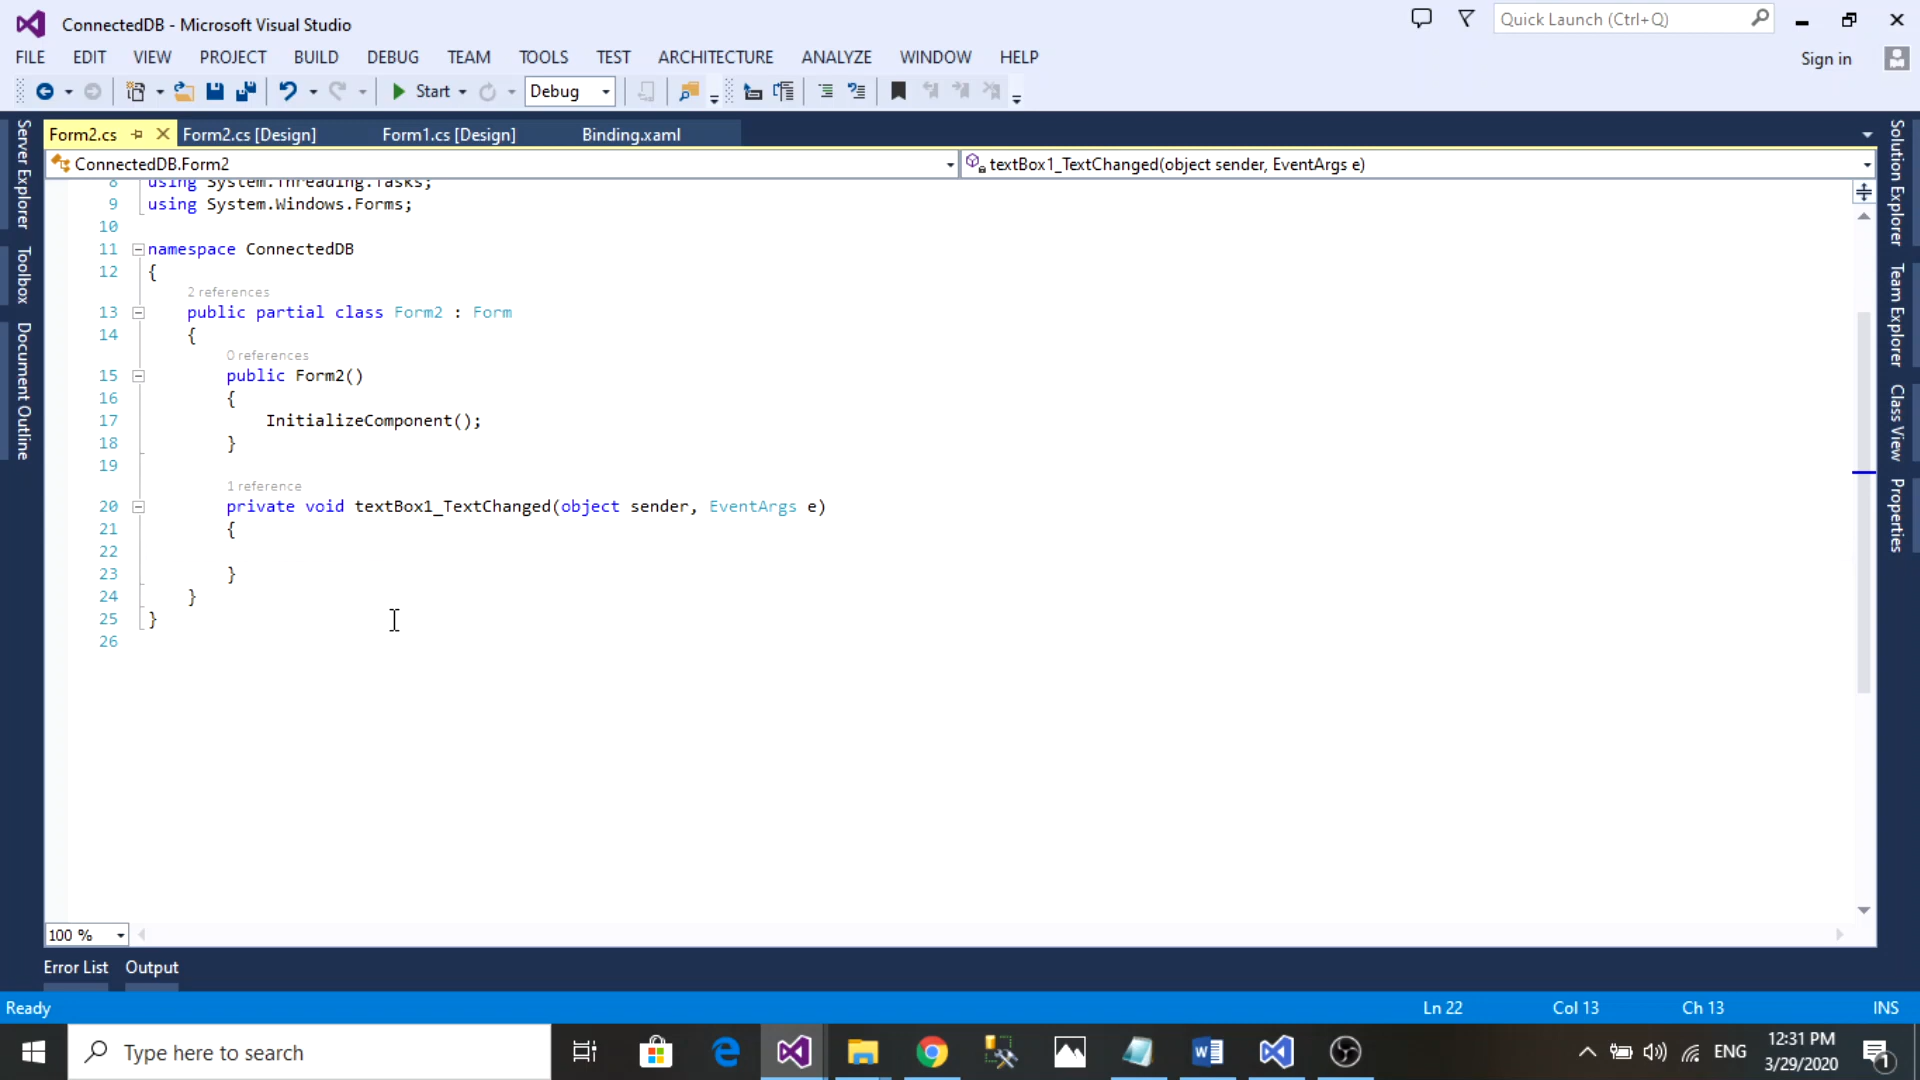 ConnectedDB - Microsoft Visual Studio
Quick Launch (Ctrl+Q)
FILE EDIT VIEW PROJECT BUILD DEBUG TEAM TOOLS TEST ARCHITECTURE ANALYZE WINDOW HELP
Sign in
Start Debug
Form2.cs Form2.cs [Design] Form1.cs [Design] Binding.xaml
ConnectedDB.Form2 textBox1_TextChanged(object sender, EventArgs e)
Server Explorer
Toolbox
Document Outline
8 using System.Threading.Tasks;
9 using System.Windows.Forms;
10
11 namespace ConnectedDB
12 {
2 references
13 public partial class Form2 : Form
14 {
0 references
15 public Form2()
16 {
17 InitializeComponent();
18 }
19
1 reference
20 private void textBox1_TextChanged(object sender, EventArgs e)
21 {
22
23 }
24 }
25 }
26
Solution Explorer
Team Explorer
Class View
Properties
100 %
Error List Output
Ready Ln 22 Col 13 Ch 13 INS
Type here to search
ENG
12:31 PM
3/29/2020
1